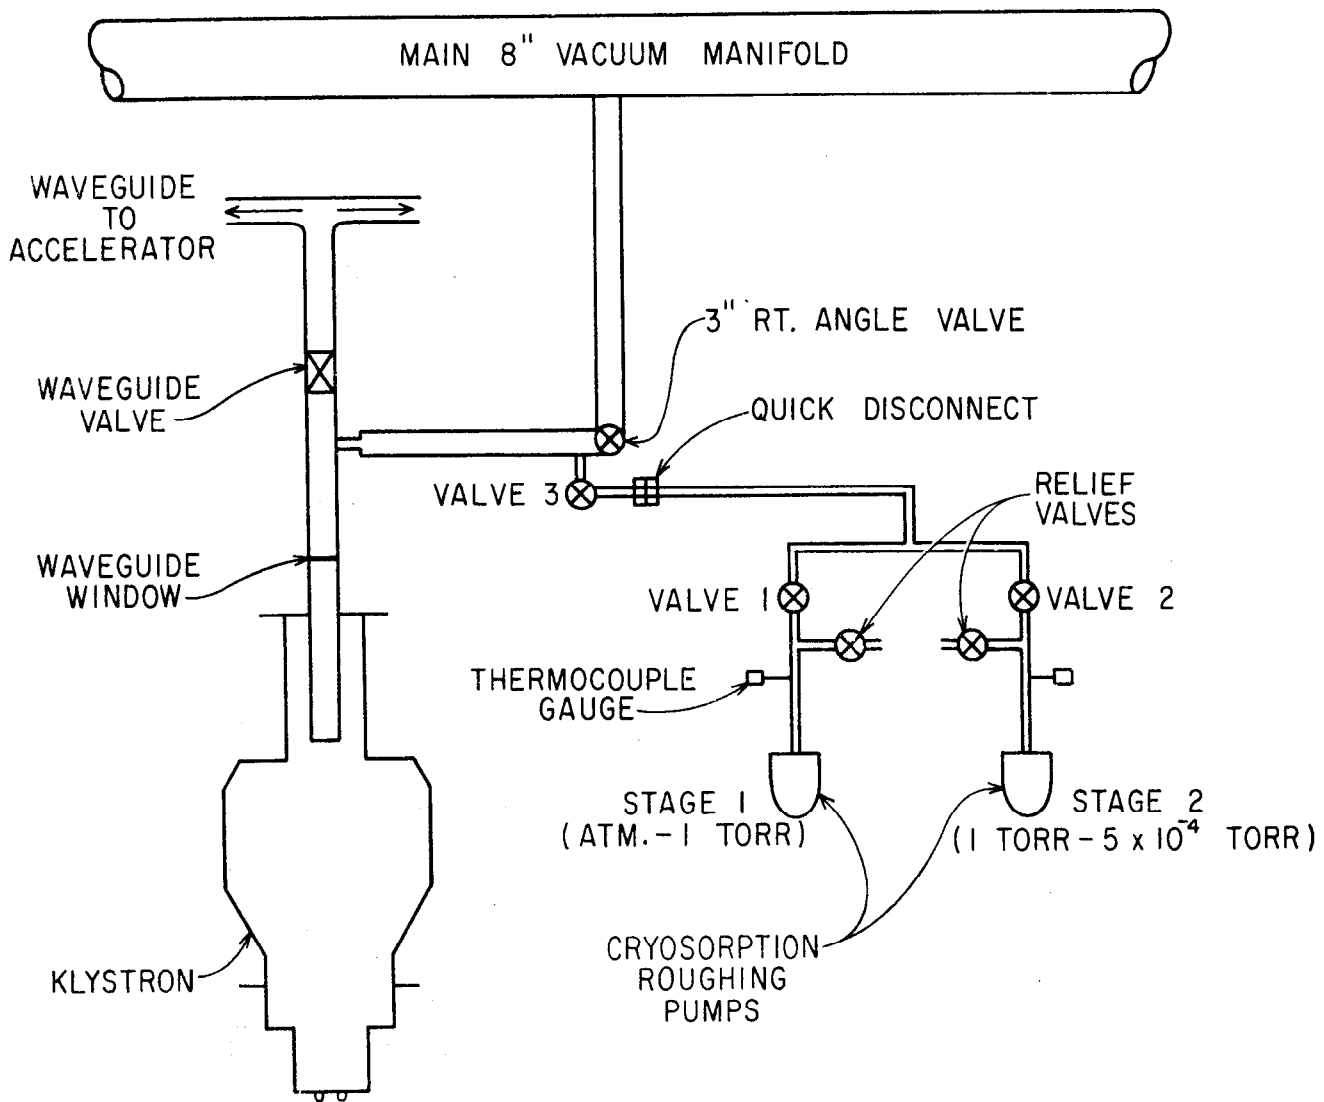 MAIN 8" VACUUM MANIFOLD
WAVEGUIDE
TO
ACCELERATOR
3" RT. ANGLE VALVE
WAVEGUIDE
VALVE
QUICK DISCONNECT
VALVE 3
RELIEF
VALVES
WAVEGUIDE
WINDOW
VALVE 1
VALVE 2
THERMOCOUPLE
GAUGE
STAGE 1
(ATM.-1 TORR)
STAGE 2
(1 TORR-5 x 10⁻⁴ TORR)
CRYOSORPTION
ROUGHING
PUMPS
KLYSTRON